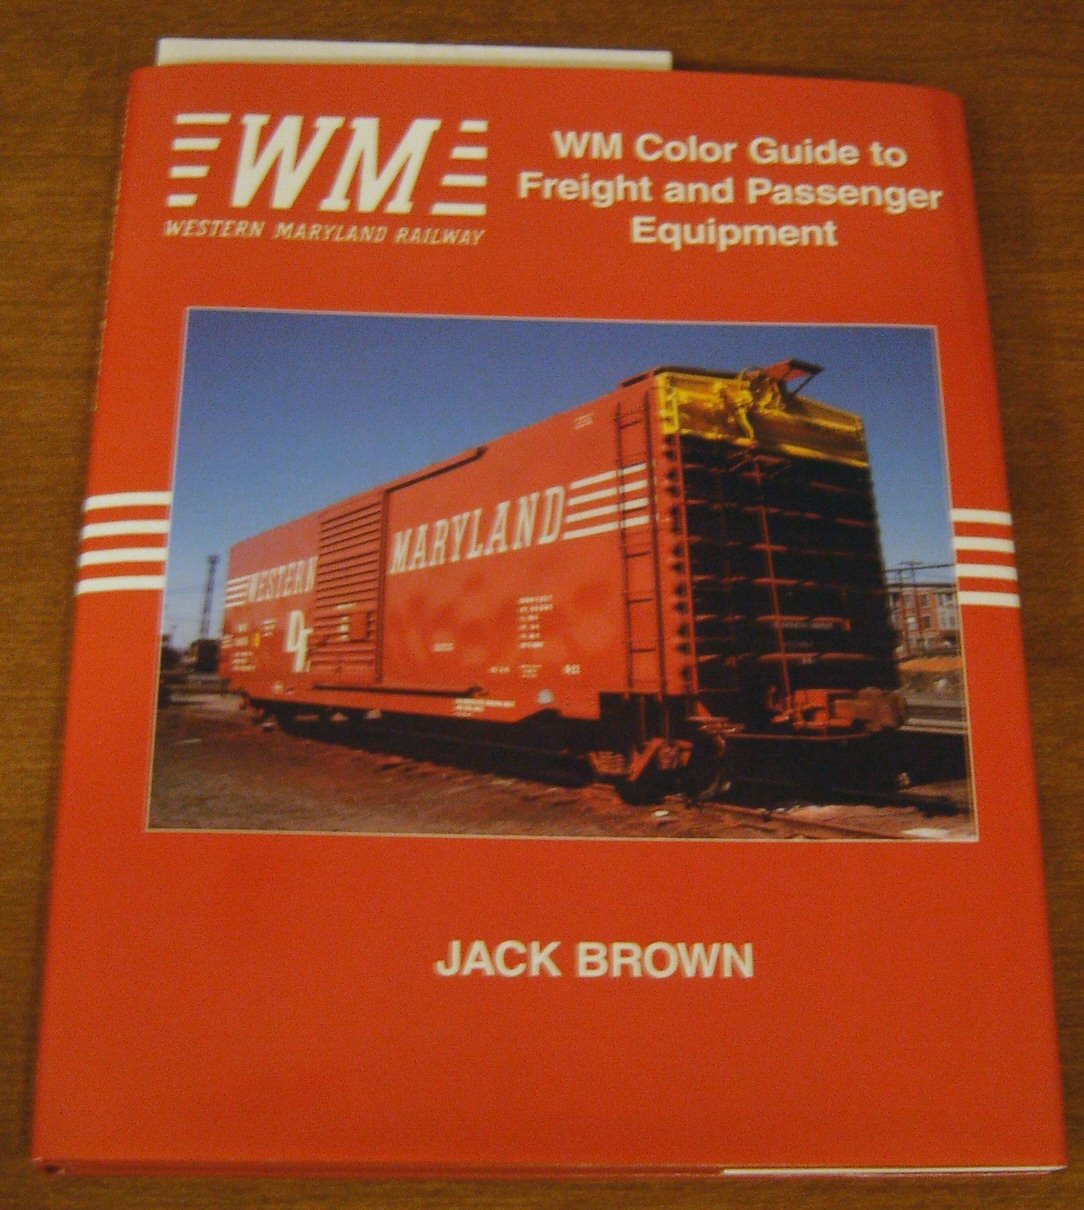 WM
WESTERN MARYLAND RAILWAY
WM Color Guide to
Freight and Passenger
Equipment
WESTERN
MARYLAND
JACK BROWN